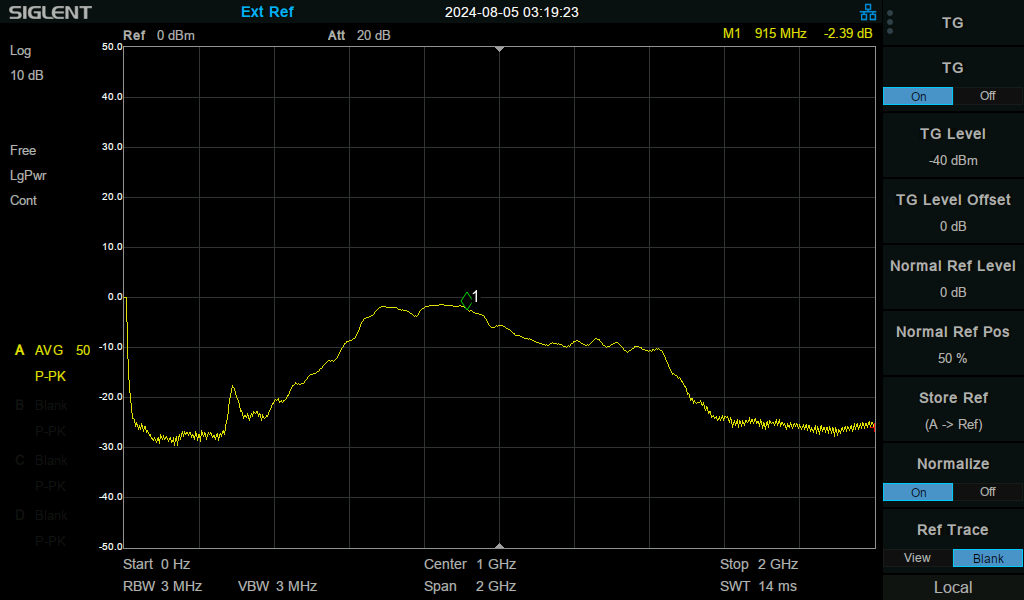 SIGLENT Ext Ref 2024-08-05 03:19:23
Ref 0 dBm Att 20 dB M1 915 MHz -2.39 dB
Log
10 dB
Free
LgPwr
Cont
A AVG 50
P-PK
B Blank
P-PK
C Blank
P-PK
D Blank
P-PK
50.0
40.0
30.0
20.0
10.0
0.0
-10.0
-20.0
-30.0
-40.0
-50.0
1
Start 0 Hz Center 1 GHz Stop 2 GHz
RBW 3 MHz VBW 3 MHz Span 2 GHz SWT 14 ms
TG
TG
On Off
TG Level
-40 dBm
TG Level Offset
0 dB
Normal Ref Level
0 dB
Normal Ref Pos
50 %
Store Ref
(A -> Ref)
Normalize
On Off
Ref Trace
View Blank
Local